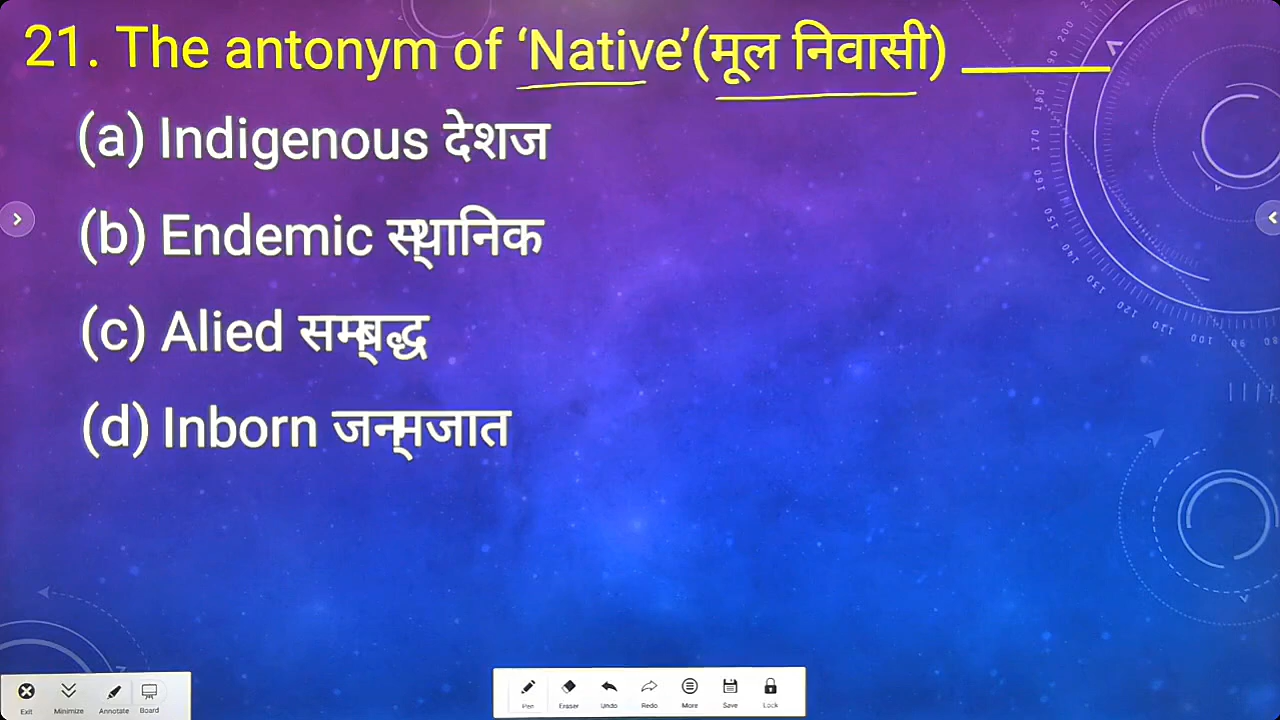 21. The antonym of ‘Native’(मूल निवासी) ________
(a) Indigenous देशज
(b) Endemic स्थानिक
(c) Alied सम्बद्ध
(d) Inborn जन्मजात
Exit Minimize Annotate Board
Pen Eraser Undo Redo More Save Lock